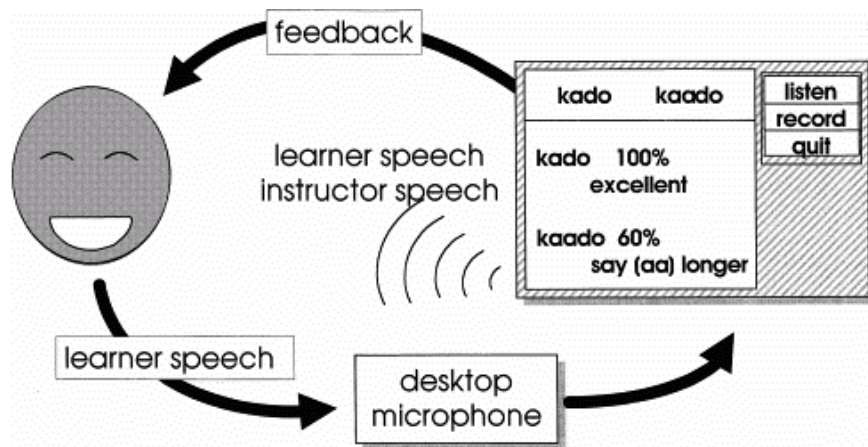 feedback
kado kaado
listen
record
quit
learner speech
instructor speech
kado 100%
excellent
kaado 60%
say (aa) longer
learner speech
desktop
microphone